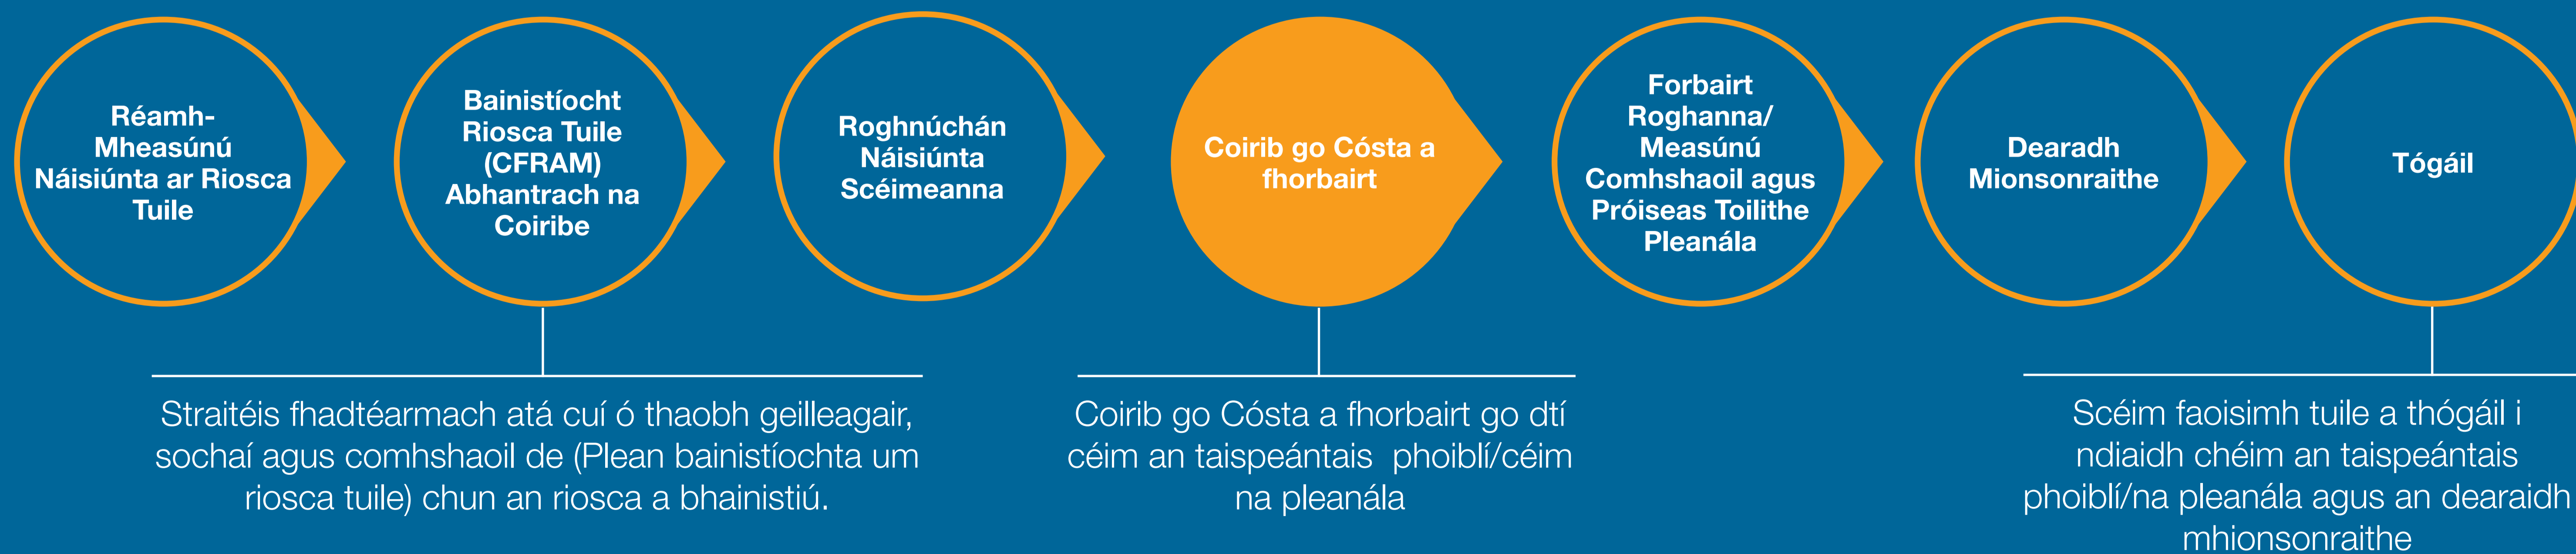 Réamh-
Mheasúnú
Náisiúnta ar Riosca
Tuile
Bainistíocht
Riosca Tuile
(CFRAM)
Abhantrach na
Coiribe
Roghnúchán
Náisiúnta
Scéimeanna
Coirib go Cósta a
fhorbairt
Forbairt
Roghanna/
Measúnú
Comhshaoil agus
Próiseas Toilithe
Pleanála
Dearadh
Mionsonraithe
Tógáil
Straitéis fhadtéarmach atá cuí ó thaobh geilleagair,
sochaí agus comhshaoil de (Plean bainistíochta um
riosca tuile) chun an riosca a bhainistiú.
Coirib go Cósta a fhorbairt go dtí
céim an taispeántais phoiblí/céim
na pleanála
Scéim faoisimh tuile a thógáil i
ndiaidh chéim an taispeántais
phoiblí/na pleanála agus an dearaidh
mhionsonraithe